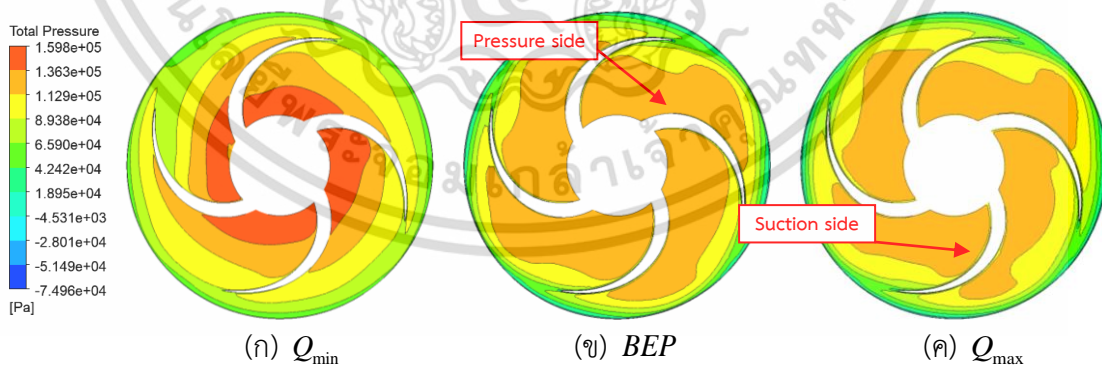 Total Pressure
1.598e+05
1.363e+05
1.129e+05
8.938e+04
6.590e+04
4.242e+04
1.895e+04
-4.531e+03
-2.801e+04
-5.149e+04
-7.496e+04
[Pa]
Pressure side
Suction side
(ก) Qmin
(ข) BEP
(ค) Qmax